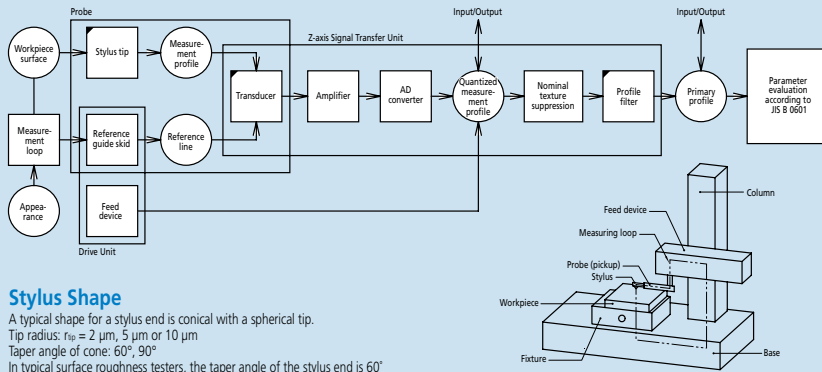 Probe
Input/Output
Input/Output
Z-axis Signal Transfer Unit
Workpiece
surface
Stylus tip
Measure-
ment
profile
Transducer
Amplifier
AD
converter
Quantized
measure-
ment
profile
Nominal
texture
suppression
Profile
filter
Primary
profile
Parameter
evaluation
according to
JIS B 0601
Measure-
ment
loop
Reference
guide skid
Reference
line
Appea-
rance
Feed
device
Drive Unit
Column
Feed device
Measuring loop
Probe (pickup)
Stylus
Workpiece
Fixture
Base
Stylus Shape
A typical shape for a stylus end is conical with a spherical tip.
Tip radius: rtip = 2 µm, 5 µm or 10 µm
Taper angle of cone: 60°, 90°
In typical surface roughness testers, the taper angle of the stylus end is 60˚